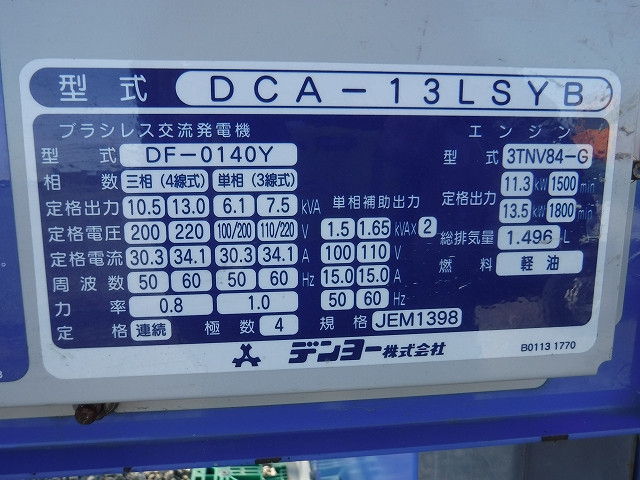 型式 DCA-13LSYB
ブラシレス交流発電機 エンジン
型式 DF-0140Y 型式 3TNV84-G
相数 三相(4線式) 単相(3線式) 定格出力 11.3 kW 1500 min
定格出力 10.5 13.0 6.1 7.5 kVA 単相補助出力 13.5 kW 1800 min
定格電圧 200 220 100/200 110/220 V 1.5 1.65 kVA×2 総排気量 1.496 L
定格電流 30.3 34.1 30.3 34.1 A 100 110 V 燃料 軽油
周波数 50 60 50 60 Hz 15.0 15.0 A
力率 0.8 1.0 50 60 Hz
定格 連続 極数 4 規格 JEM1398
デンヨー株式会社 B0113 1770